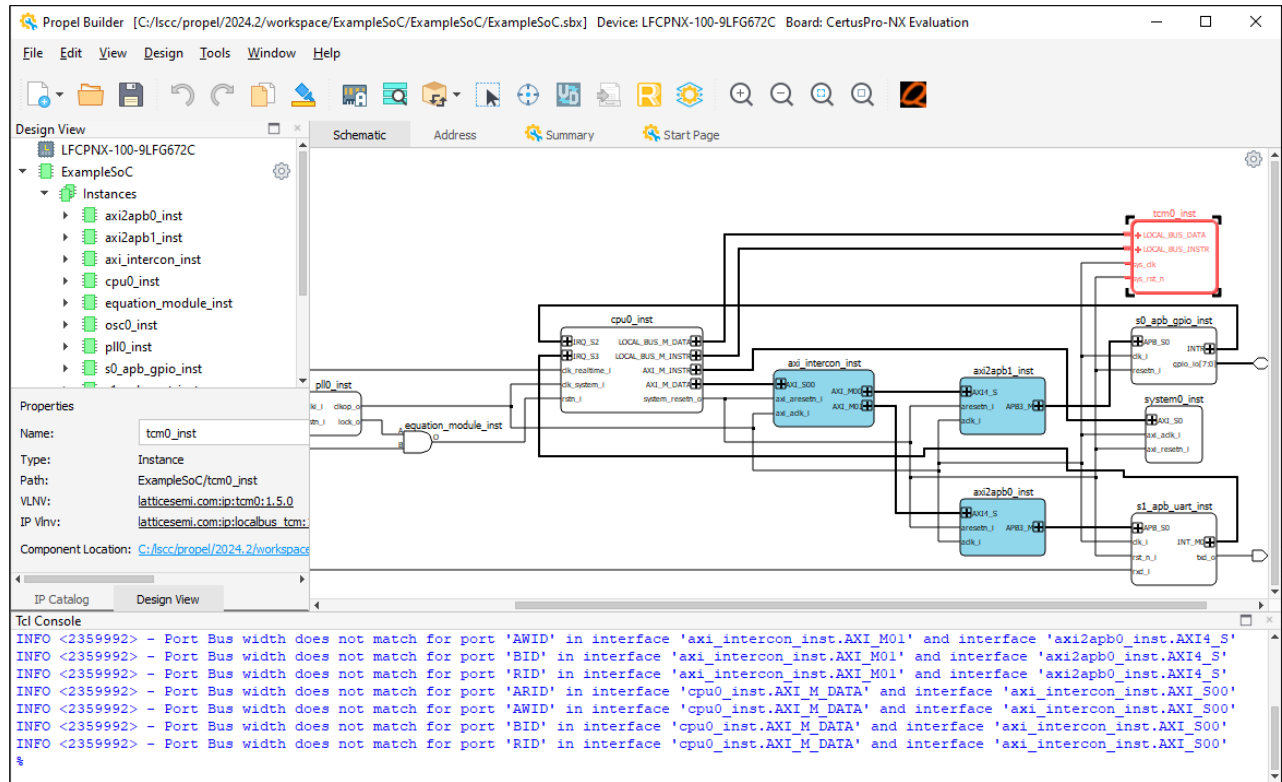 Propel Builder [C:/lscc/propel/2024.2/workspace/ExampleSoC/ExampleSoC/ExampleSoC.sbx] Device: LFCPNX-100-9LFG672C Board: CertusPro-NX Evaluation
File Edit View Design Tools Window Help
Design View
Schematic Address Summary Start Page
LFCPNX-100-9LFG672C
ExampleSoC
Instances
axi2apb0_inst
axi2apb1_inst
axi_intercon_inst
cpu0_inst
equation_module_inst
osc0_inst
pll0_inst
s0_apb_gpio_inst
Properties
Name: tcm0_inst
Type: Instance
Path: ExampleSoC/tcm0_inst
VLNV: latticesemi.com:ip:tcm0:1.5.0
IP Vlnv: latticesemi.com:ip:localbus_tcm:
Component Location: C:/lscc/propel/2024.2/workspace
IP Catalog Design View
tcm0_inst
LOCAL_BUS_DATA
LOCAL_BUS_INSTR
sys_clk
sys_rst_n
cpu0_inst
IRQ_S2 LOCAL_BUS_M_DATA
IRQ_S3 LOCAL_BUS_M_INSTR
clk_realtime_i AXI_M_INSTR
clk_system_i AXI_M_DATA
rstn_i system_resetn_o
s0_apb_gpio_inst
APB_S0 INTR
clk_i gpio_io[7:0]
resetn_i
axi_intercon_inst
AXI_S00 AXI_M00
axi_aresetn_i AXI_M01
axi_aclk_i
axi2apb1_inst
AXI4_S
aresetn_i APB3_M
aclk_i
system0_inst
AXI_S0
axi_aclk_i
axi_resetn_i
pll0_inst
clkop_o
lock_o
equation_module_inst
A
B
O
axi2apb0_inst
AXI4_S
aresetn_i APB3_M
aclk_i
s1_apb_uart_inst
APB_S0
clk_i INT_M0
rst_n_i txd_o
rxd_i
Tcl Console
INFO <2359992> - Port Bus width does not match for port 'AWID' in interface 'axi_intercon_inst.AXI_M01' and interface 'axi2apb0_inst.AXI4_S'
INFO <2359992> - Port Bus width does not match for port 'BID' in interface 'axi_intercon_inst.AXI_M01' and interface 'axi2apb0_inst.AXI4_S'
INFO <2359992> - Port Bus width does not match for port 'RID' in interface 'axi_intercon_inst.AXI_M01' and interface 'axi2apb0_inst.AXI4_S'
INFO <2359992> - Port Bus width does not match for port 'ARID' in interface 'cpu0_inst.AXI_M_DATA' and interface 'axi_intercon_inst.AXI_S00'
INFO <2359992> - Port Bus width does not match for port 'AWID' in interface 'cpu0_inst.AXI_M_DATA' and interface 'axi_intercon_inst.AXI_S00'
INFO <2359992> - Port Bus width does not match for port 'BID' in interface 'cpu0_inst.AXI_M_DATA' and interface 'axi_intercon_inst.AXI_S00'
INFO <2359992> - Port Bus width does not match for port 'RID' in interface 'cpu0_inst.AXI_M_DATA' and interface 'axi_intercon_inst.AXI_S00'
%